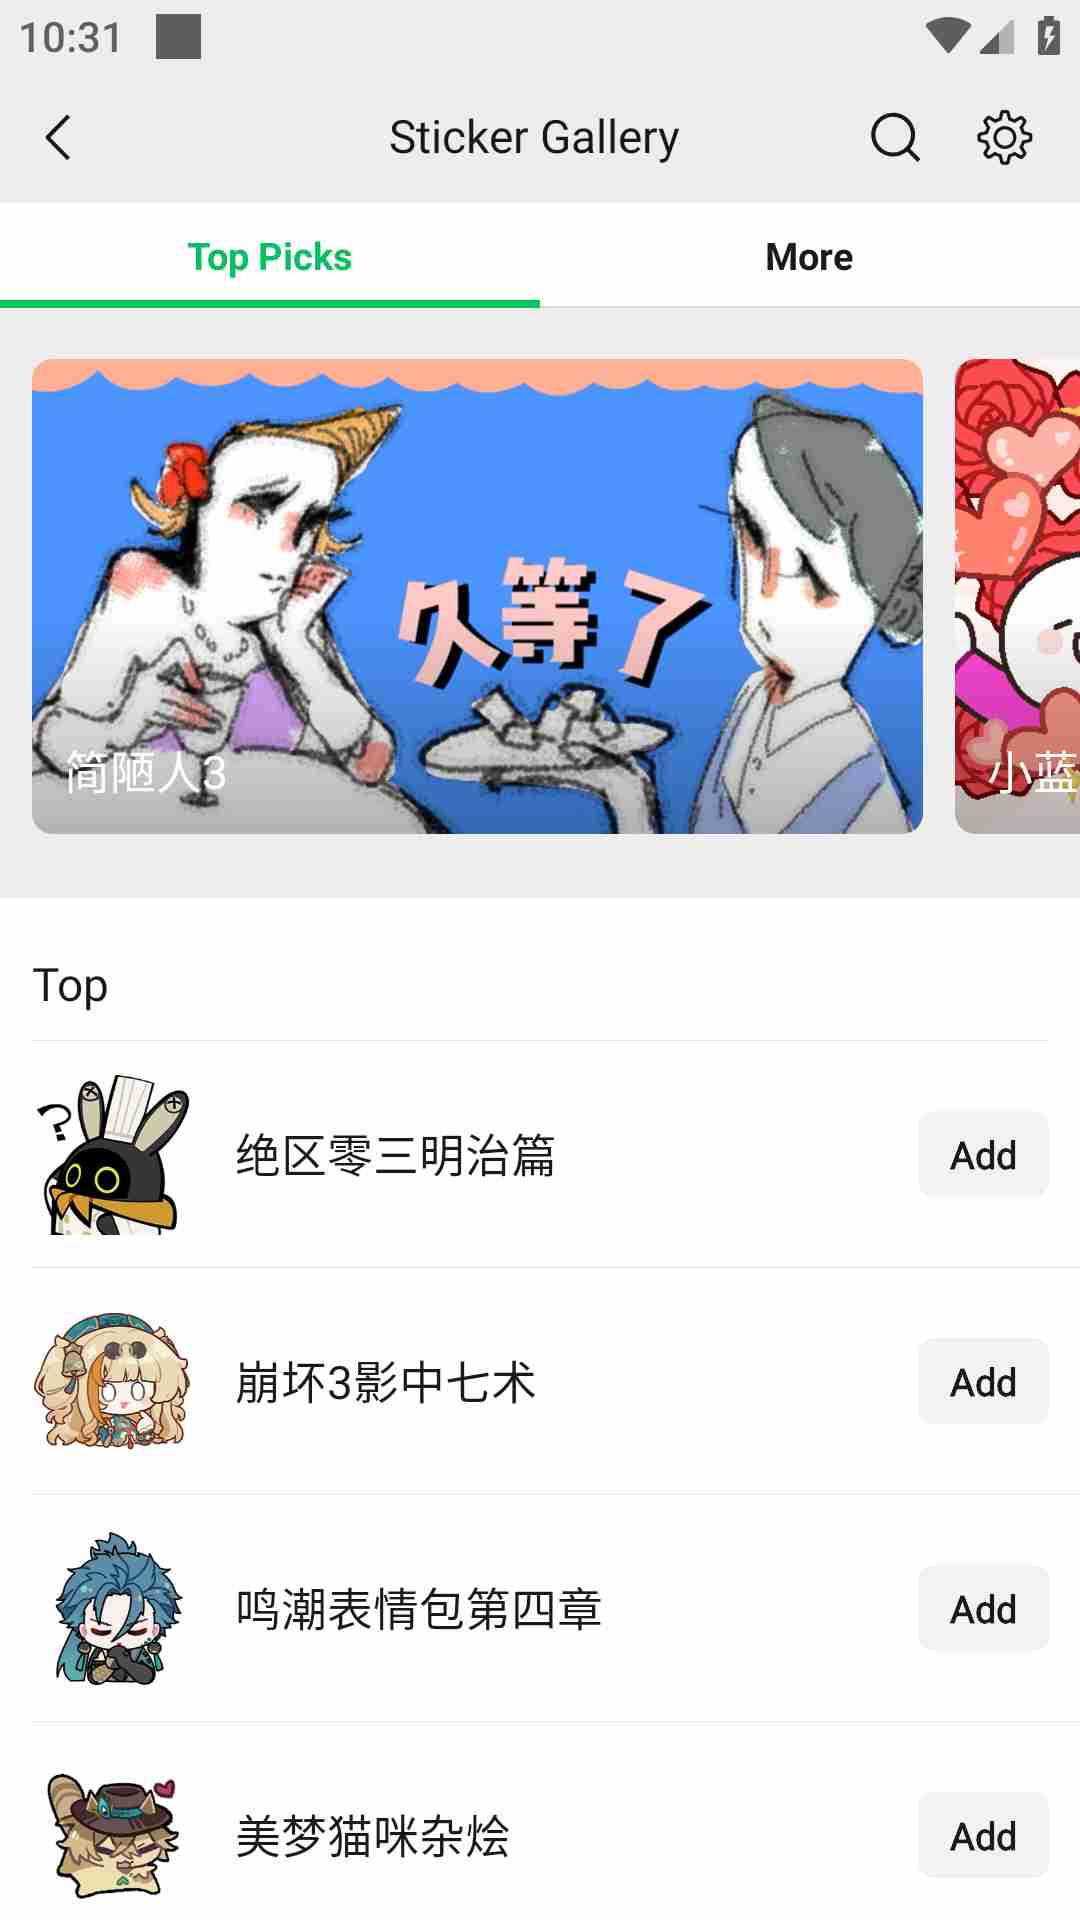 10:31
Sticker Gallery
Top Picks
More
久等了
简陋人3
小蓝
Top
?
绝区零三明治篇
Add
崩坏3影中七术
Add
鸣潮表情包第四章
Add
美梦猫咪杂烩
Add